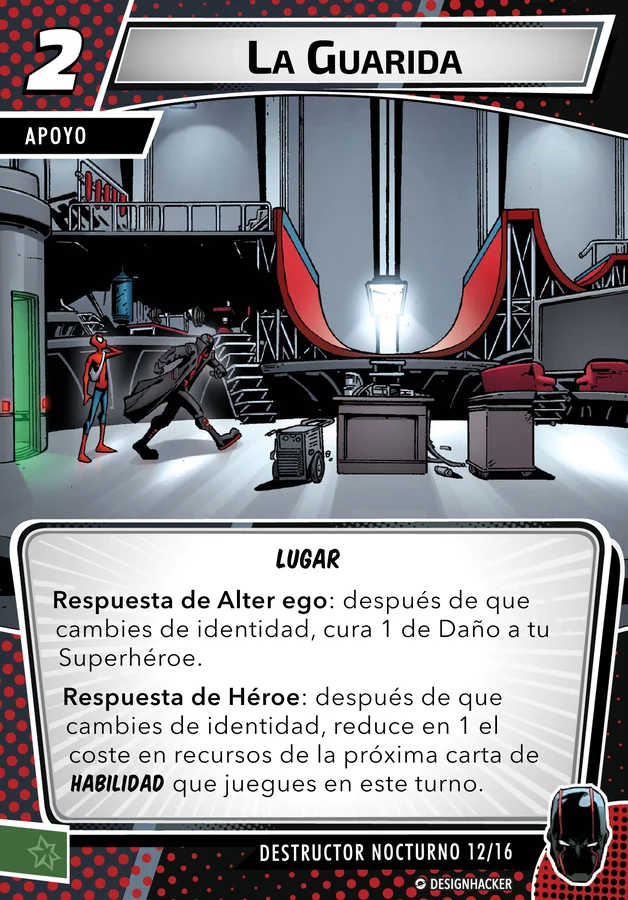 2
LA GUARIDA
APOYO
LUGAR
Respuesta de Alter ego: después de que
cambies de identidad, cura 1 de Daño a tu
Superhéroe.
Respuesta de Héroe: después de que
cambies de identidad, reduce en 1 el
coste en recursos de la próxima carta de
HABILIDAD que juegues en este turno.
DESTRUCTOR NOCTURNO 12/16
DESIGNHACKER